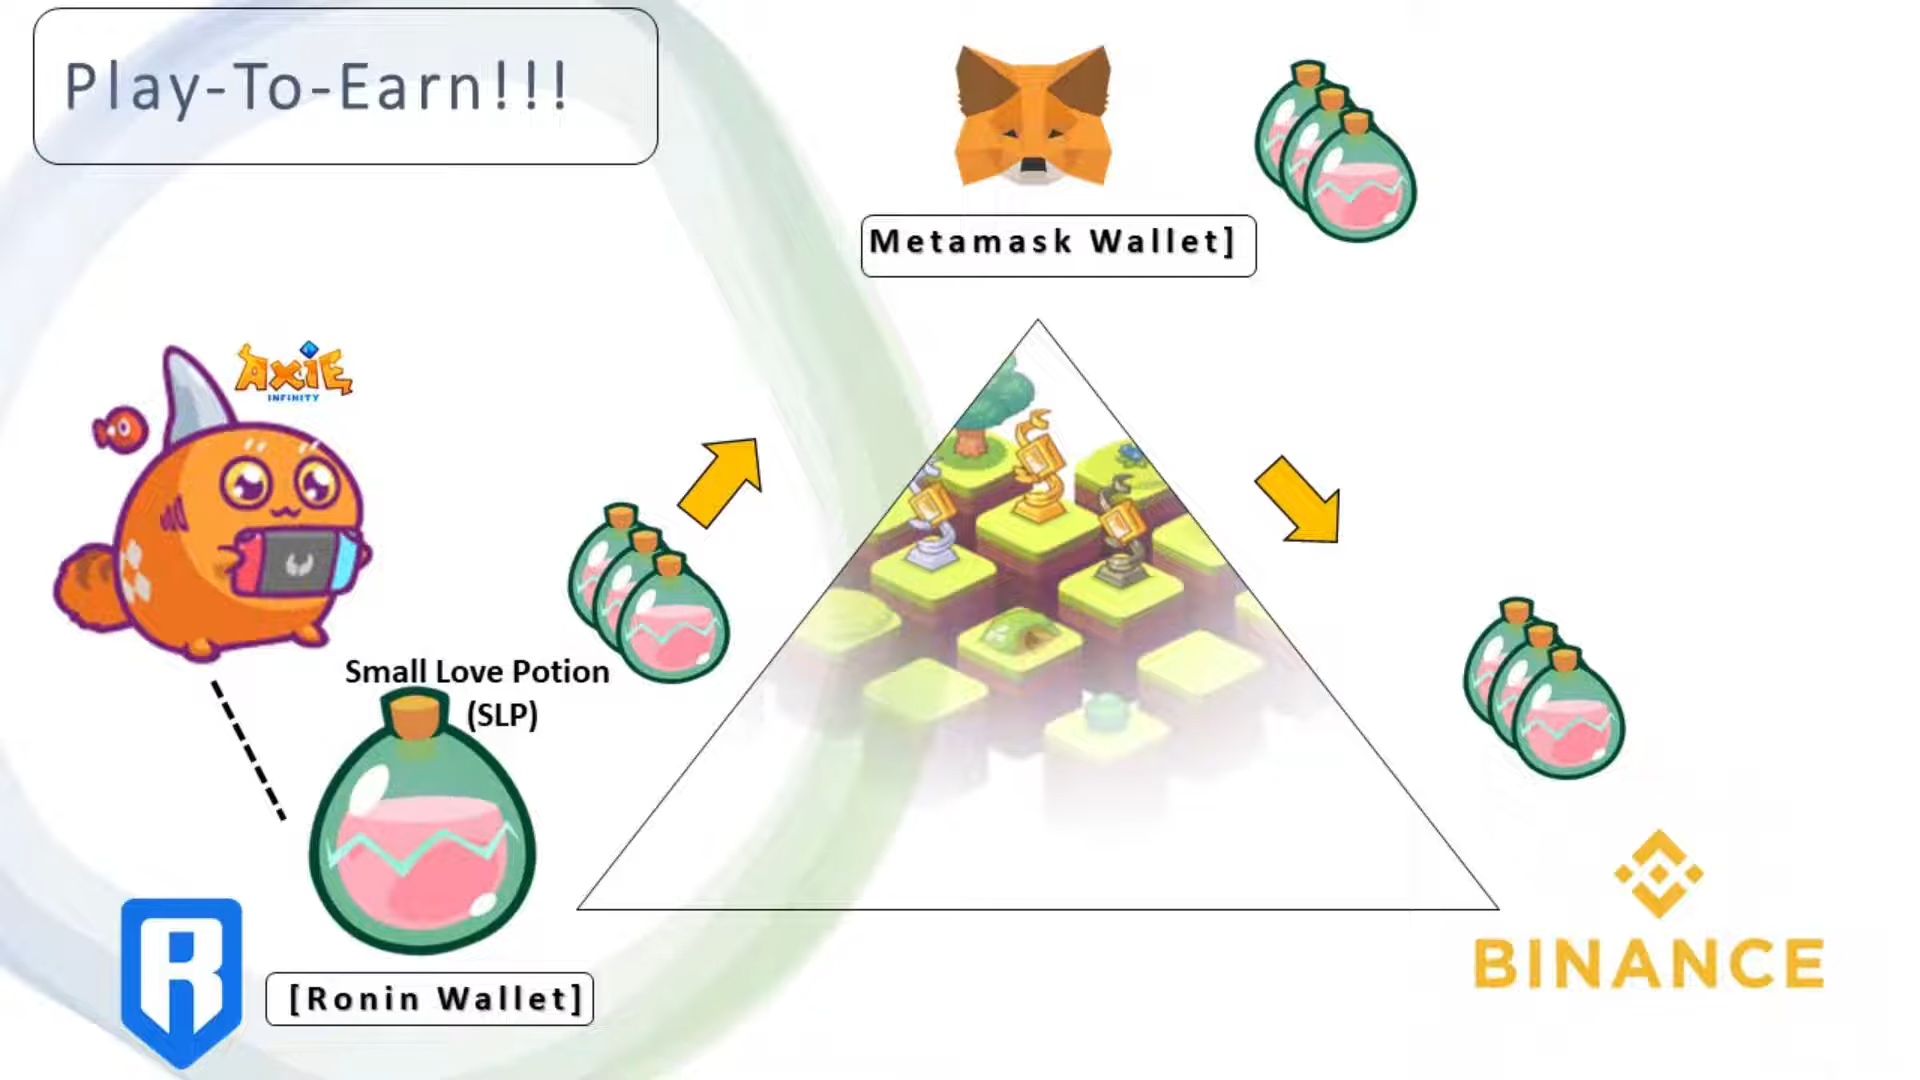 Play-To-Earn!!!
Metamask Wallet]
AXIE
INFINITY
Small Love Potion
(SLP)
[Ronin Wallet]
BINANCE